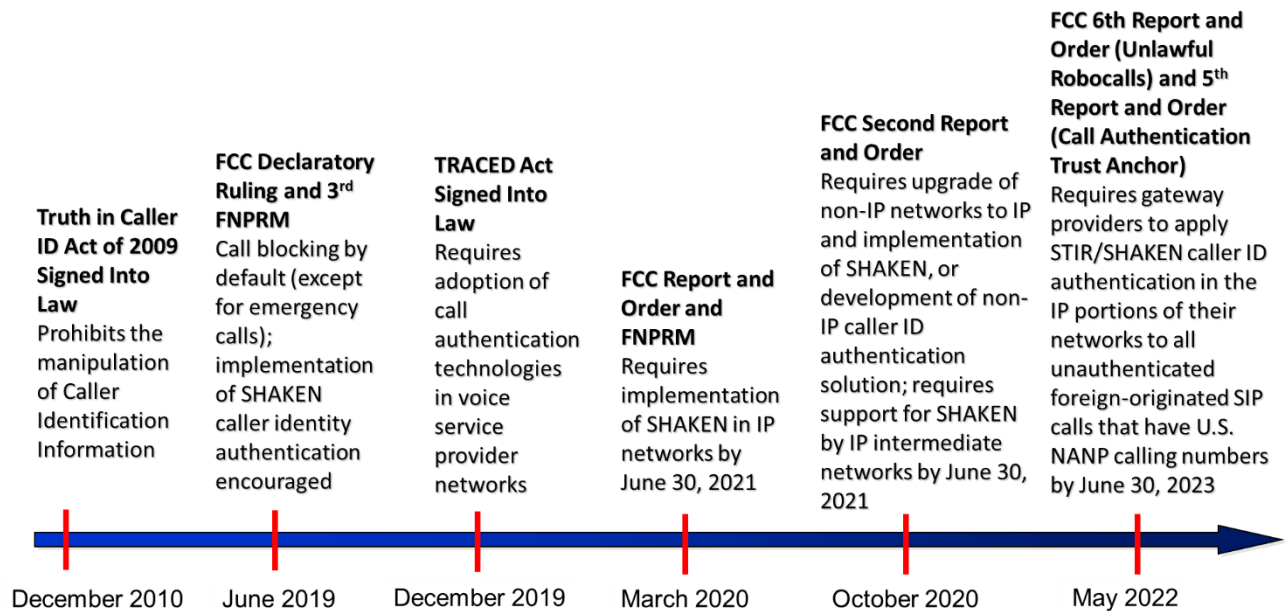 Truth in Caller
ID Act of 2009
Signed Into
Law
Prohibits the
manipulation
of Caller
Identification
Information
FCC Declaratory
Ruling and 3rd
FNPRM
Call blocking by
default (except
for emergency
calls);
implementation
of SHAKEN
caller identity
authentication
encouraged
TRACED Act
Signed Into
Law
Requires
adoption of
call
authentication
technologies
in voice
service
provider
networks
FCC Report and
Order and
FNPRM
Requires
implementation
of SHAKEN in IP
networks by
June 30, 2021
FCC Second Report
and Order
Requires upgrade of
non-IP networks to IP
and implementation
of SHAKEN, or
development of non-
IP caller ID
authentication
solution; requires
support for SHAKEN
by IP intermediate
networks by June 30,
2021
FCC 6th Report and
Order (Unlawful
Robocalls) and 5th
Report and Order
(Call Authentication
Trust Anchor)
Requires gateway
providers to apply
STIR/SHAKEN caller ID
authentication in the
IP portions of their
networks to all
unauthenticated
foreign-originated SIP
calls that have U.S.
NANP calling numbers
by June 30, 2023
December 2010
June 2019
December 2019
March 2020
October 2020
May 2022